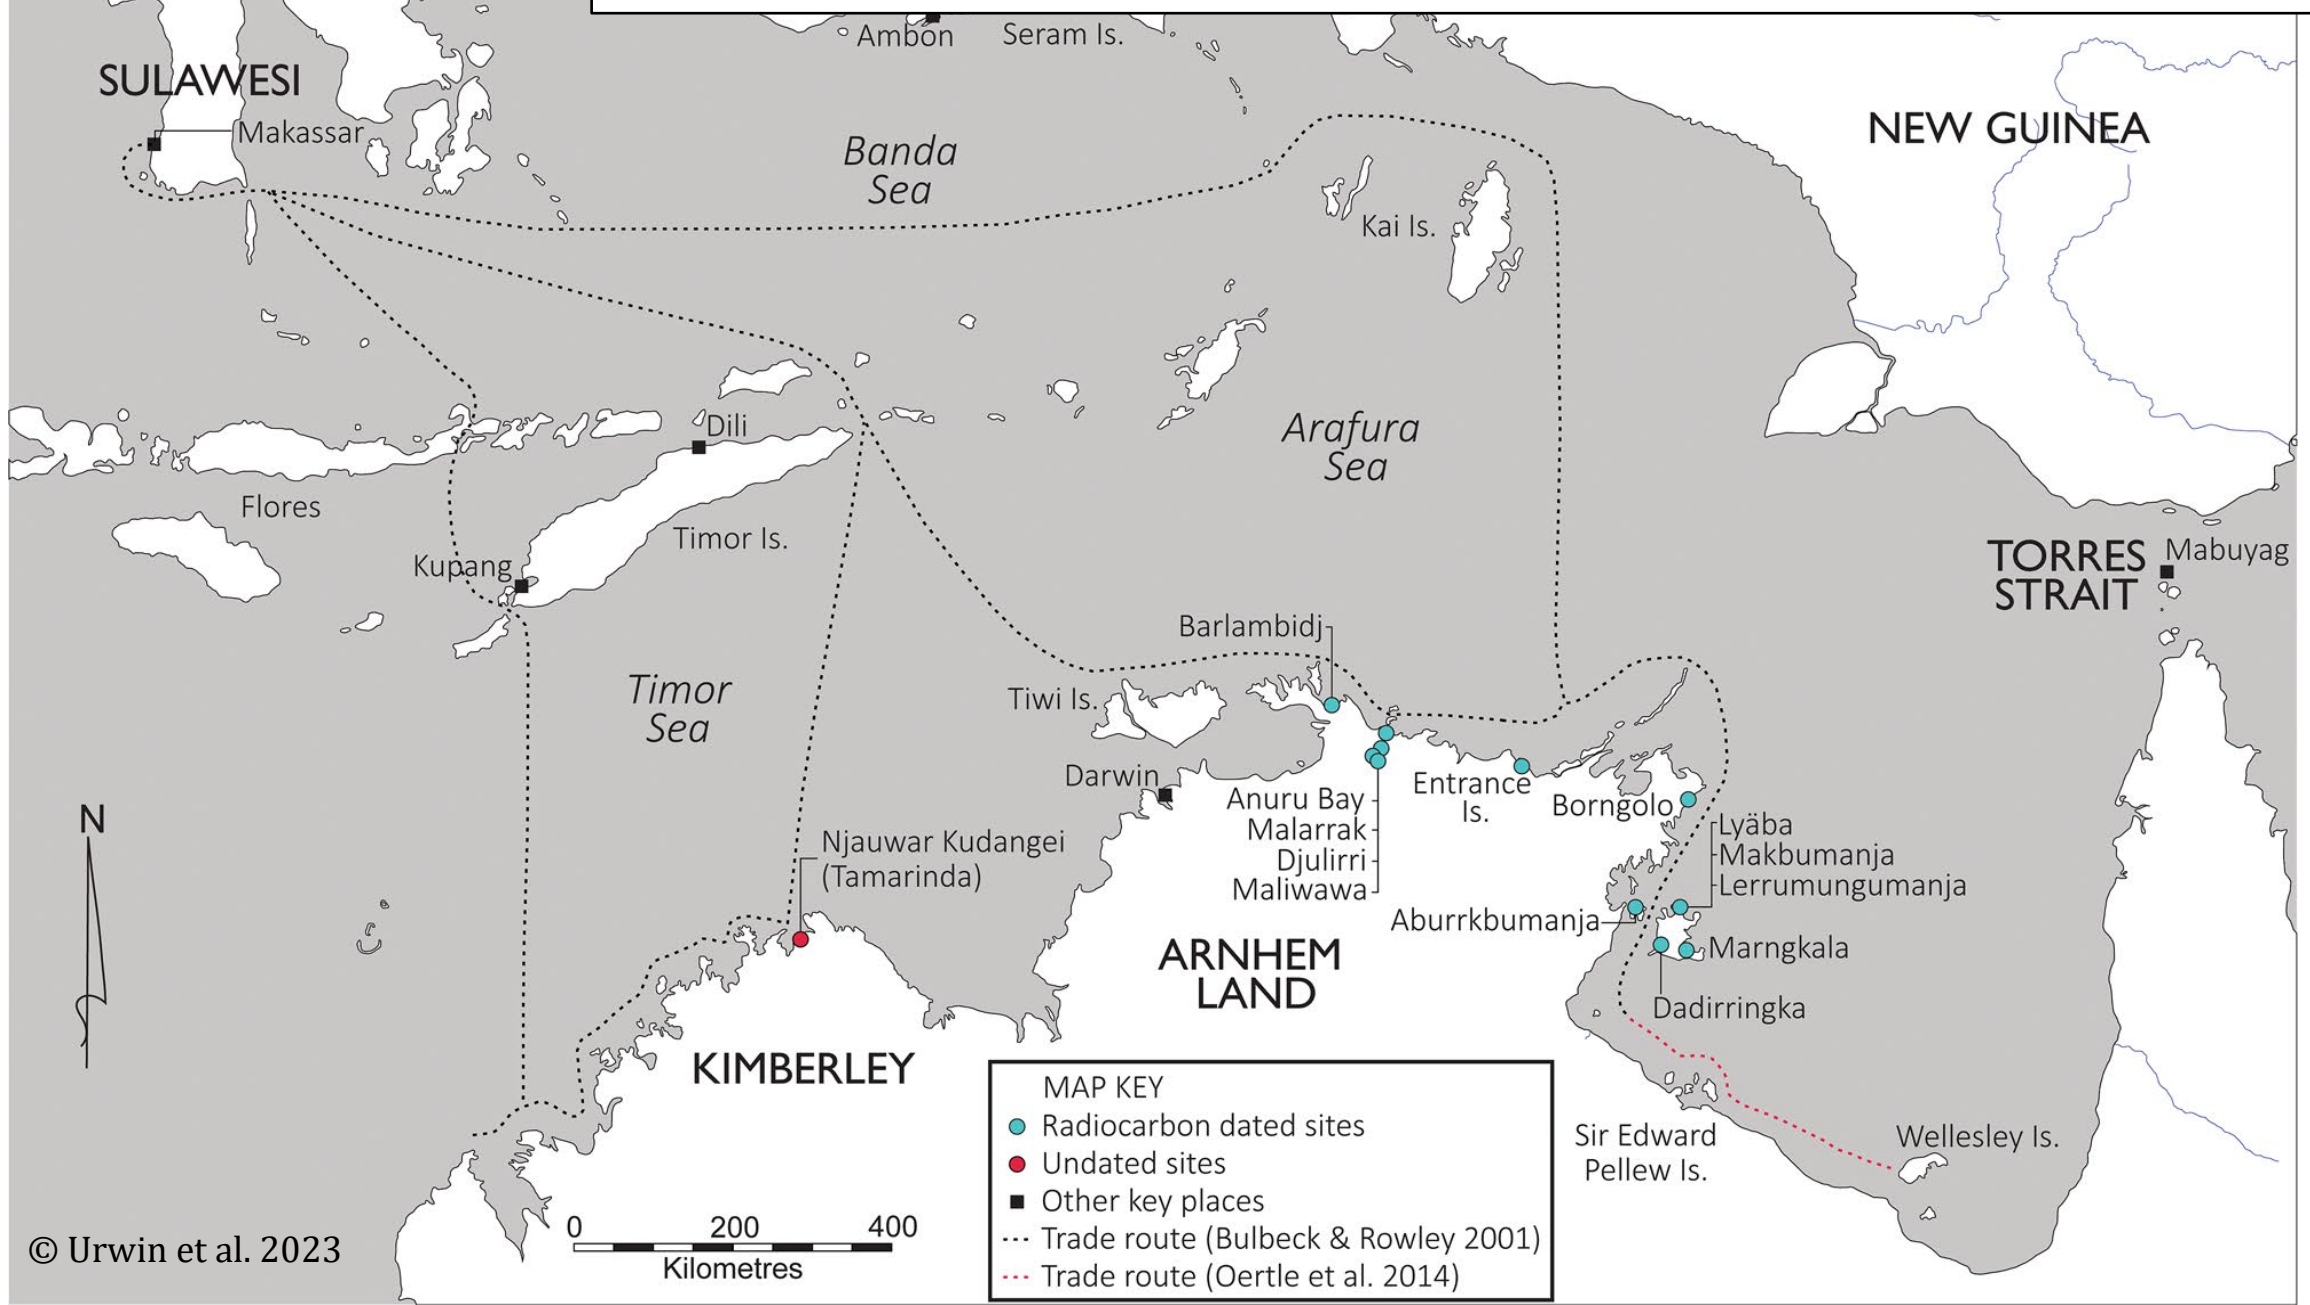 Ambon
Seram Is.
SULAWESI
Makassar
NEW GUINEA
Banda
Sea
Kai Is.
Dili
Arafura
Sea
Flores
Timor Is.
Kupang
TORRES
STRAIT
Mabuyag
Barlambidj
Timor
Sea
Tiwi Is.
Darwin
Entrance
Is.
Anuru Bay
Malarrak
Djulirri
Maliwawa
Borngolo
Lyäba
Makbumanja
Lerrumungumanja
N
Njauwar Kudangei
(Tamarinda)
Aburrkbumanja
Marngkala
ARNHEM
LAND
Dadirringka
KIMBERLEY
MAP KEY
Radiocarbon dated sites
Undated sites
Other key places
Trade route (Bulbeck & Rowley 2001)
Trade route (Oertle et al. 2014)
Sir Edward
Pellew Is.
Wellesley Is.
0 200 400
Kilometres
© Urwin et al. 2023